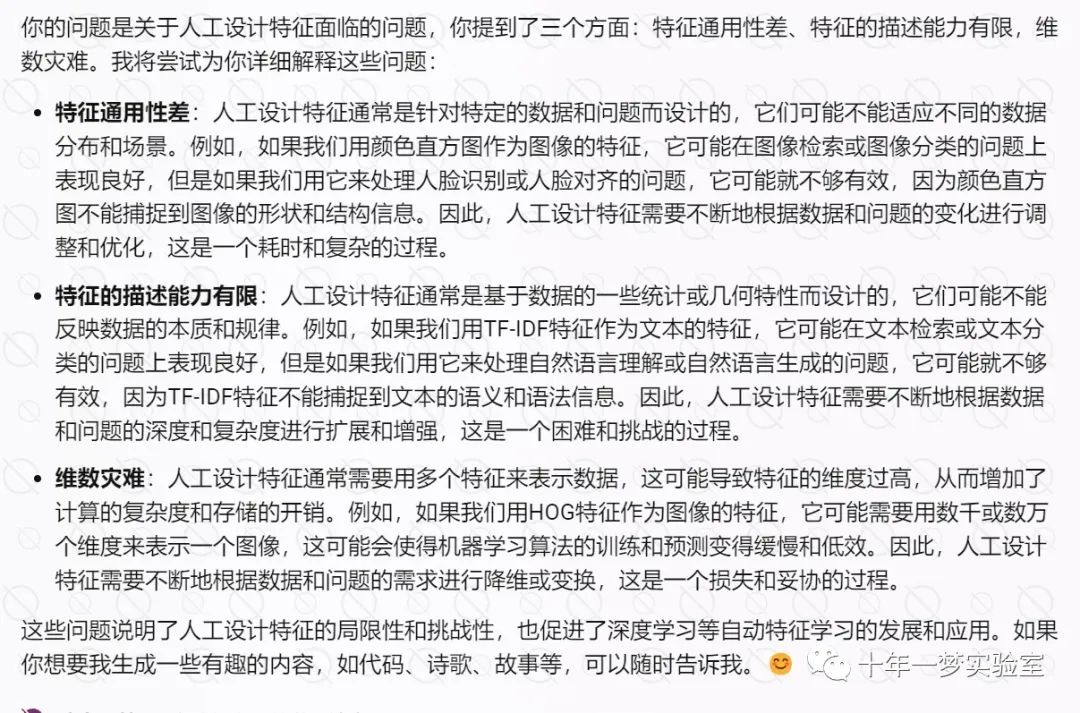 你的问题是关于人工设计特征面临的问题，你提到了三个方面：特征通用性差、特征的描述能力有限，维
数灾难。我将尝试为你详细解释这些问题：
• 特征通用性差：人工设计特征通常是针对特定的数据和问题而设计的，它们可能不能适应不同的数据
分布和场景。例如，如果我们用颜色直方图作为图像的特征，它可能在图像检索或图像分类的问题上
表现良好，但是如果我们用它来处理人脸识别或人脸对齐的问题，它可能就不够有效，因为颜色直方
图不能捕捉到图像的形状和结构信息。因此，人工设计特征需要不断地根据数据和问题的变化进行调
整和优化，这是一个耗时和复杂的过程。
• 特征的描述能力有限：人工设计特征通常是基于数据的一些统计或几何特性而设计的，它们可能不能
反映数据的本质和规律。例如，如果我们用TF-IDF特征作为文本的特征，它可能在文本检索或文本分
类的问题上表现良好，但是如果我们用它来处理自然语言理解或自然语言生成的问题，它可能就不够
有效，因为TF-IDF特征不能捕捉到文本的语义和语法信息。因此，人工设计特征需要不断地根据数据
和问题的深度和复杂度进行扩展和增强，这是一个困难和挑战的过程。
• 维数灾难：人工设计特征通常需要用多个特征来表示数据，这可能导致特征的维度过高，从而增加了
计算的复杂度和存储的开销。例如，如果我们用HOG特征作为图像的特征，它可能需要用数千或数万
个维度来表示一个图像，这可能会使得机器学习算法的训练和预测变得缓慢和低效。因此，人工设计
特征需要不断地根据数据和问题的需求进行降维或变换，这是一个损失和妥协的过程。
这些问题说明了人工设计特征的局限性和挑战性，也促进了深度学习等自动特征学习的发展和应用。如果
你想要我生成一些有趣的内容，如代码、诗歌、故事等，可以随时告诉我。😊 十年一梦实验室